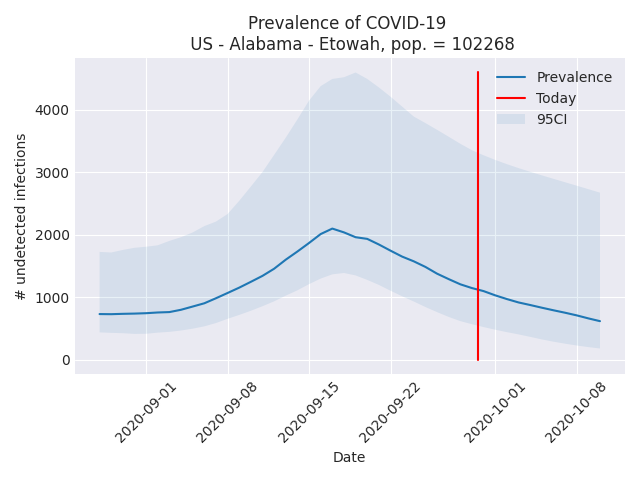 Prevalence of COVID-19
US - Alabama - Etowah, pop. = 102268
Prevalence
Today
95CI
# undetected infections
4000
3000
2000
1000
0
2020-09-01
2020-09-08
2020-09-15
2020-09-22
2020-10-01
2020-10-08
Date